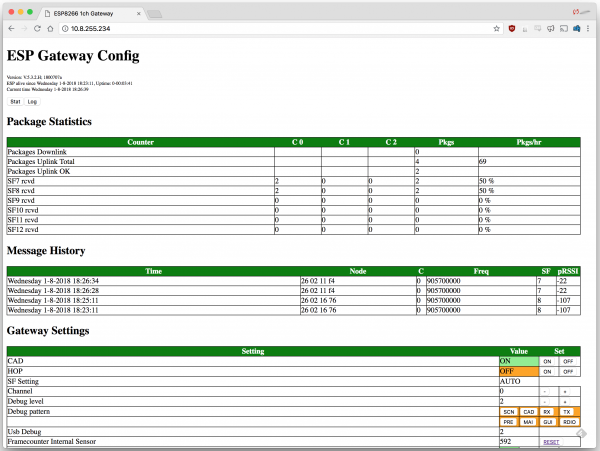 ESP8266 1ch Gateway
10.8.255.234
ESP Gateway Config
ESP alive since Wednesday 1-8-2018 18:23:11, Uptime: 0-00:03:41
Current time Wednesday 1-8-2018 18:26:39
Stat Log
Package Statistics
Counter C 0 C 1 C 2 Pkgs Pkgs/hr
Packages Downlink 0
Packages Uplink Total 4 69
Packages Uplink OK 2
SF7 rcvd 2 0 0 2 50 %
SF8 rcvd 2 0 0 2 50 %
SF9 rcvd 0 0 0 0 0 %
SF10 rcvd 0 0 0 0 0 %
SF11 rcvd 0 0 0 0 0 %
SF12 rcvd 0 0 0 0 0 %
Message History
Time Node C Freq SF pRSSI
Wednesday 1-8-2018 18:26:34 26 02 11 f4 0 905700000 7 -22
Wednesday 1-8-2018 18:26:28 26 02 11 f4 0 905700000 7 -22
Wednesday 1-8-2018 18:25:11 26 02 16 76 0 905700000 8 -107
Wednesday 1-8-2018 18:23:11 26 02 16 76 0 905700000 8 -107
Gateway Settings
Setting Value Set
CAD ON ON OFF
HOP OFF ON OFF
SF Setting AUTO
Channel 0 - +
Debug level 2 - +
Debug pattern SCN CAD RX TX
PRE MAI GUI RDIO
Usb Debug 2
Framecounter Internal Sensor 592 RESET